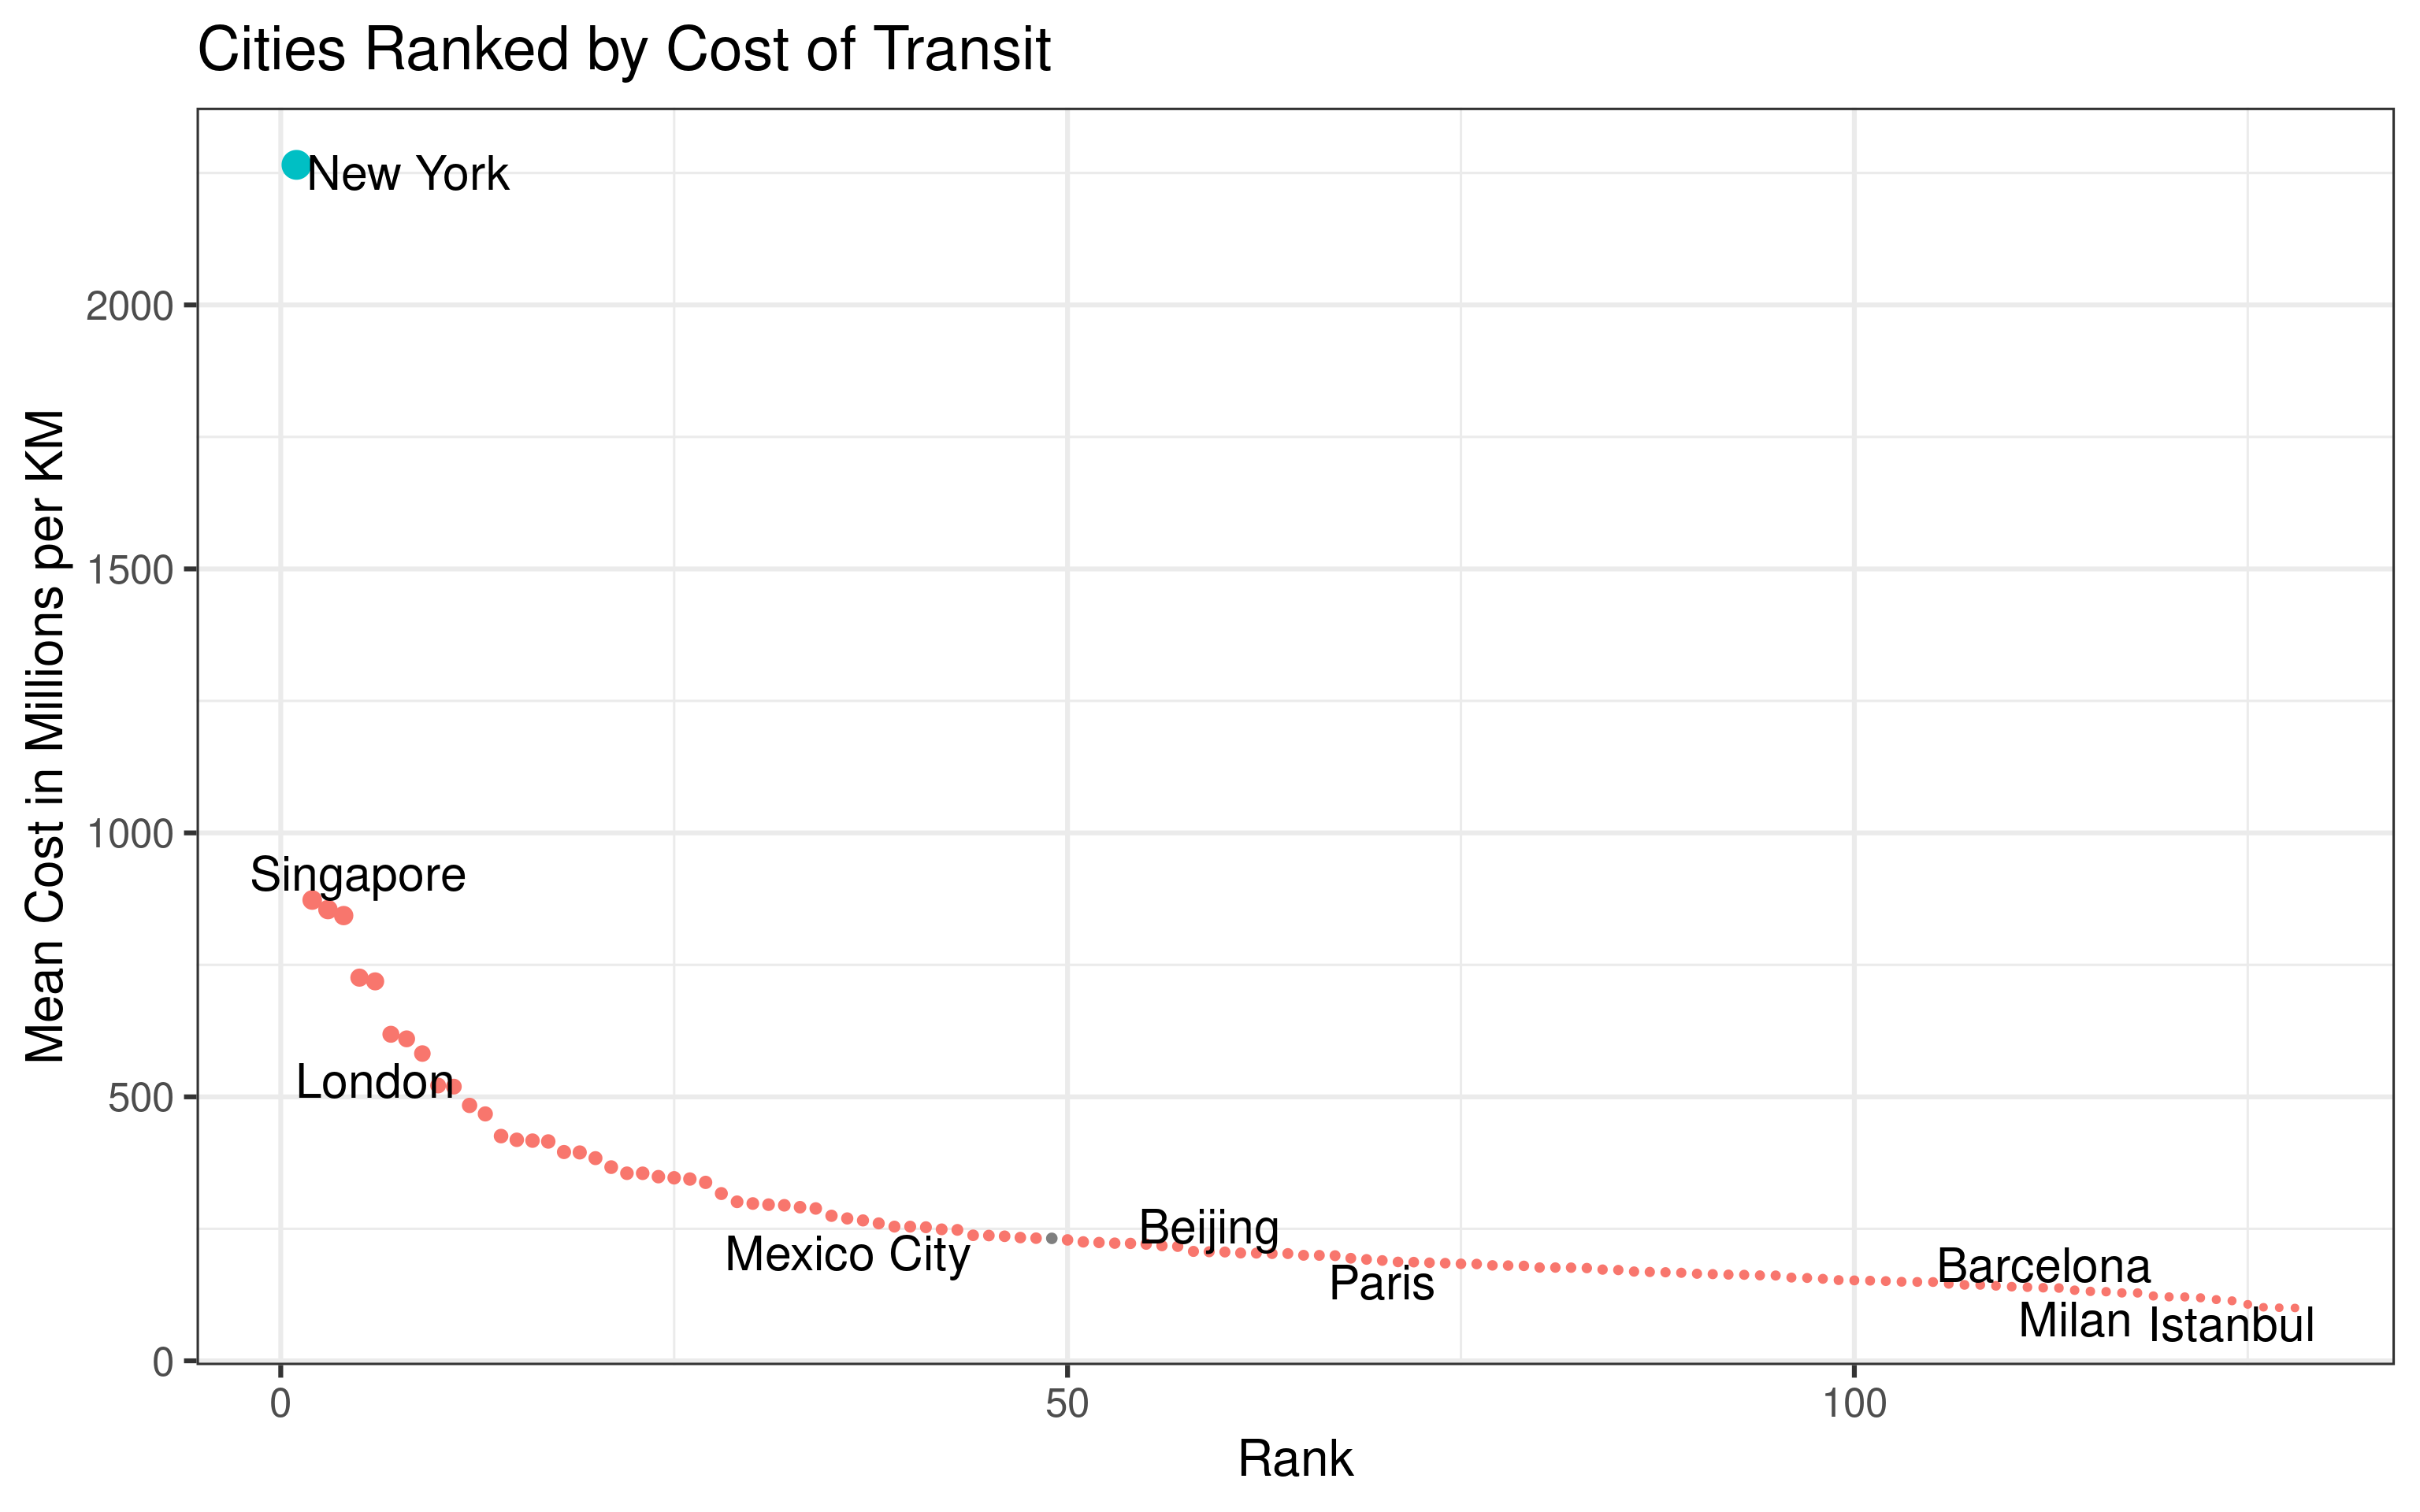 Cities Ranked by Cost of Transit
Mean Cost in Millions per KM
2000
1500
1000
500
0
New York
Singapore
London
Mexico City
Beijing
Paris
Barcelona
Milan
Istanbul
0
50
100
Rank